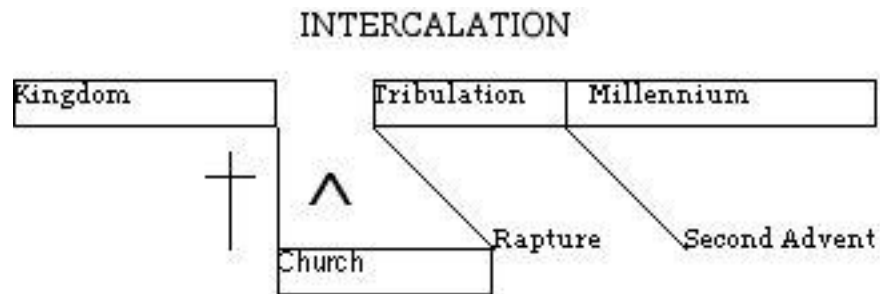 INTERCALATION
Kingdom
Tribulation
Millennium
Rapture
Second Advent
Church